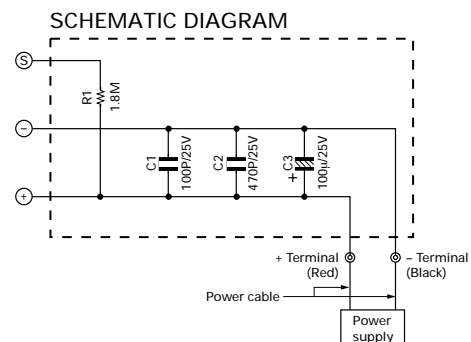 SCHEMATIC DIAGRAM
S
R1
1.8M
−
C1
100P/25V
C2
470P/25V
+
C3
100µ/25V
+
+ Terminal
(Red)
− Terminal
(Black)
Power cable
Power
supply